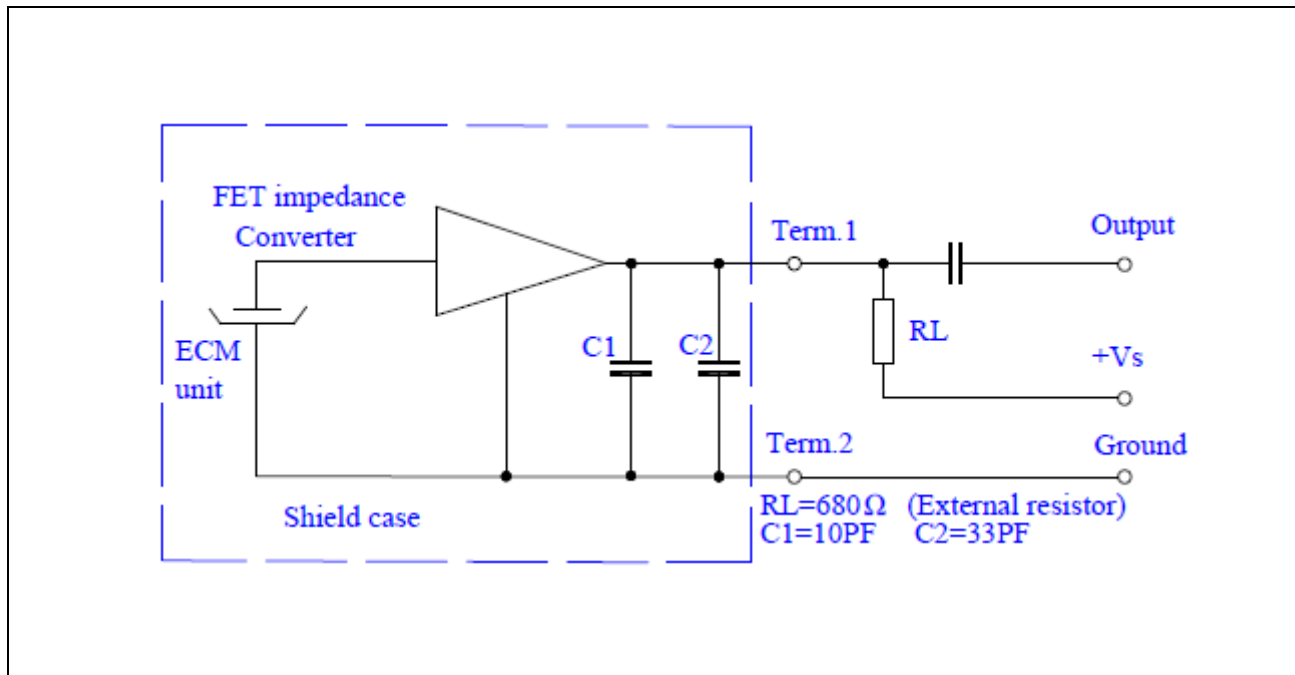 FET impedance
Converter
Term.1
Output
C1
C2
RL
ECM
unit
+Vs
Term.2
Ground
Shield case
RL=680Ω (External resistor)
C1=10PF C2=33PF